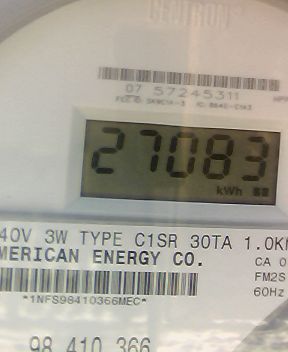 CENTRON
07 57245311
27083
kWh
40V 3W TYPE C1SR 30TA 1.0K
MERICAN ENERGY CO.
CA 0
FM2S
60Hz
*1NFS98410366MEC*
98 410 366